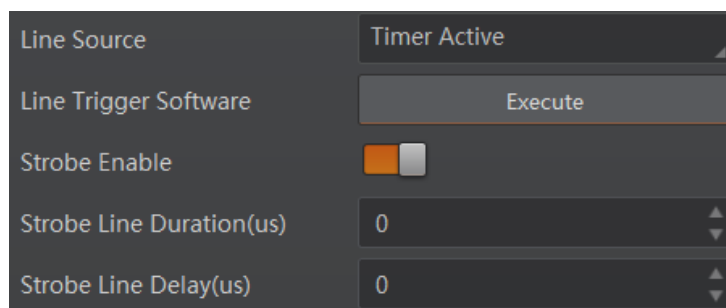 Line Source Timer Active
Line Trigger Software Execute
Strobe Enable
Strobe Line Duration(us) 0
Strobe Line Delay(us) 0